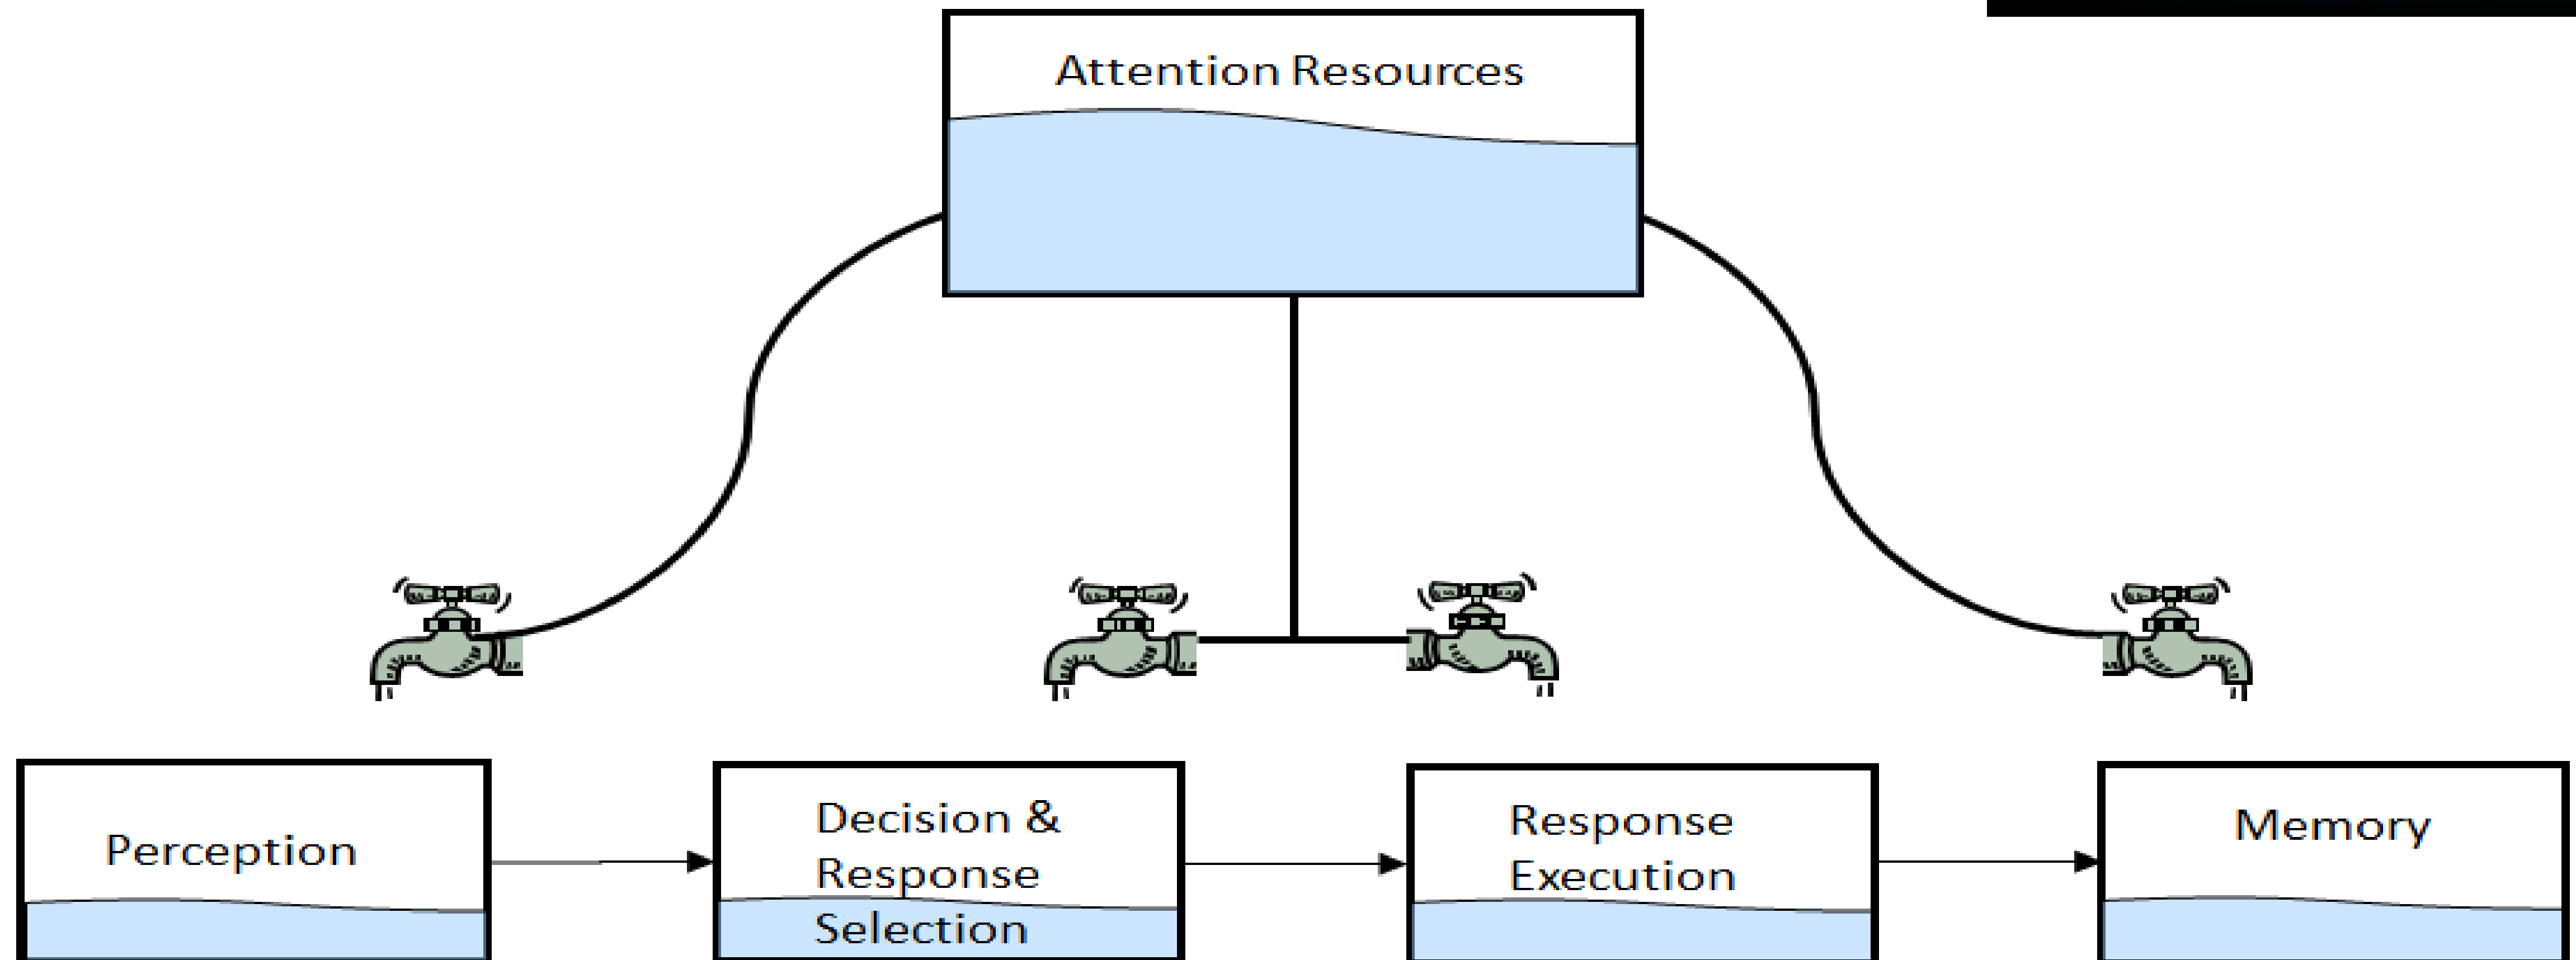 Attention Resources
Perception
Decision &
Response
Selection
Response
Execution
Memory